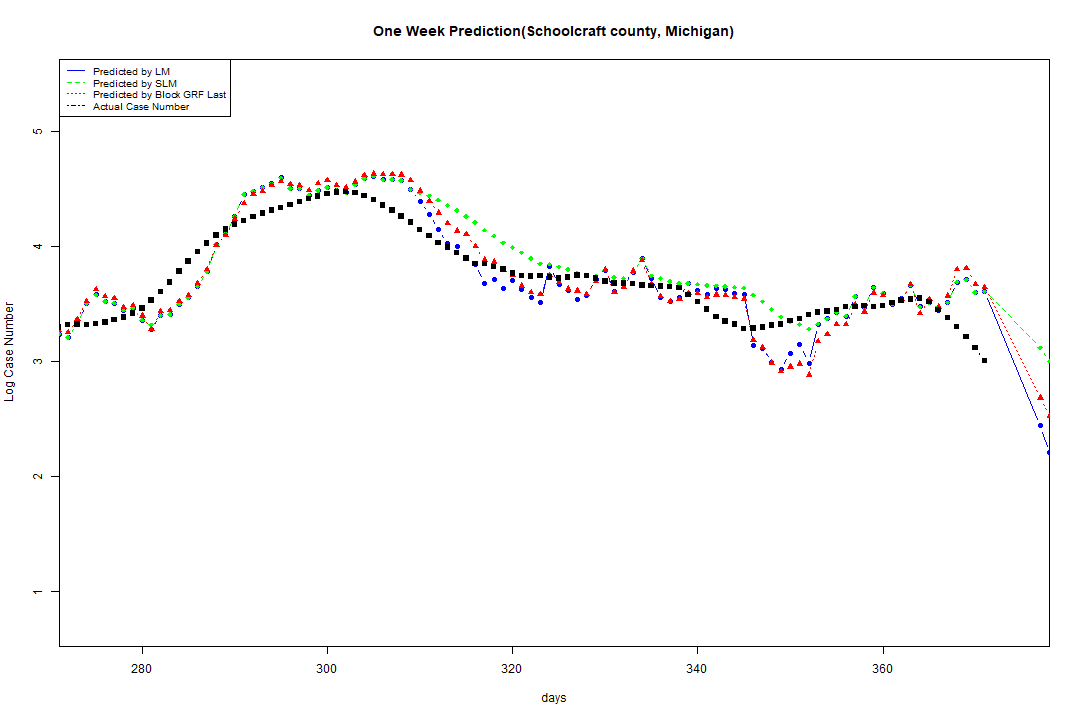 One Week Prediction(Schoolcraft county, Michigan)
Predicted by LM
Predicted by SLM
Predicted by Block GRF Last
Actual Case Number
5
4
3
2
1
Log Case Number
280 300 320 340 360
days